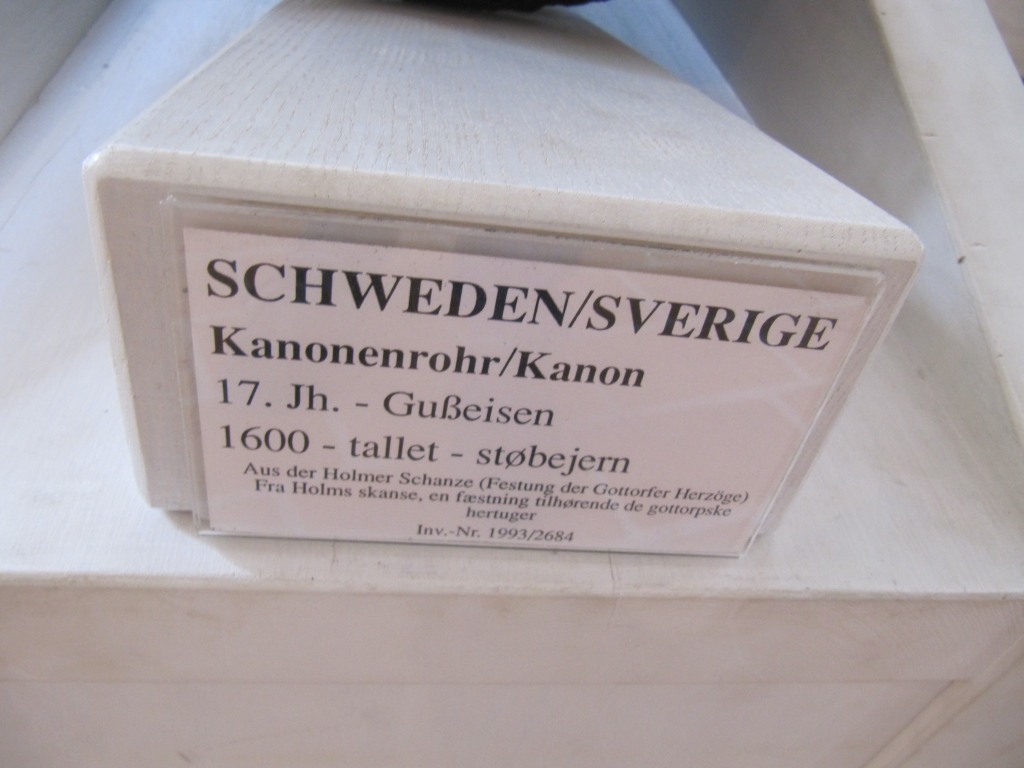 SCHWEDEN/SVERIGE
Kanonenrohr/Kanon
17. Jh. - Gußeisen
1600 - tallet - støbejern
Aus der Holmer Schanze (Festung der Gottorfer Herzöge)
Fra Holms skanse, en fæstning tilhørende de gottorpske
hertuger
Inv.-Nr. 1993/2684